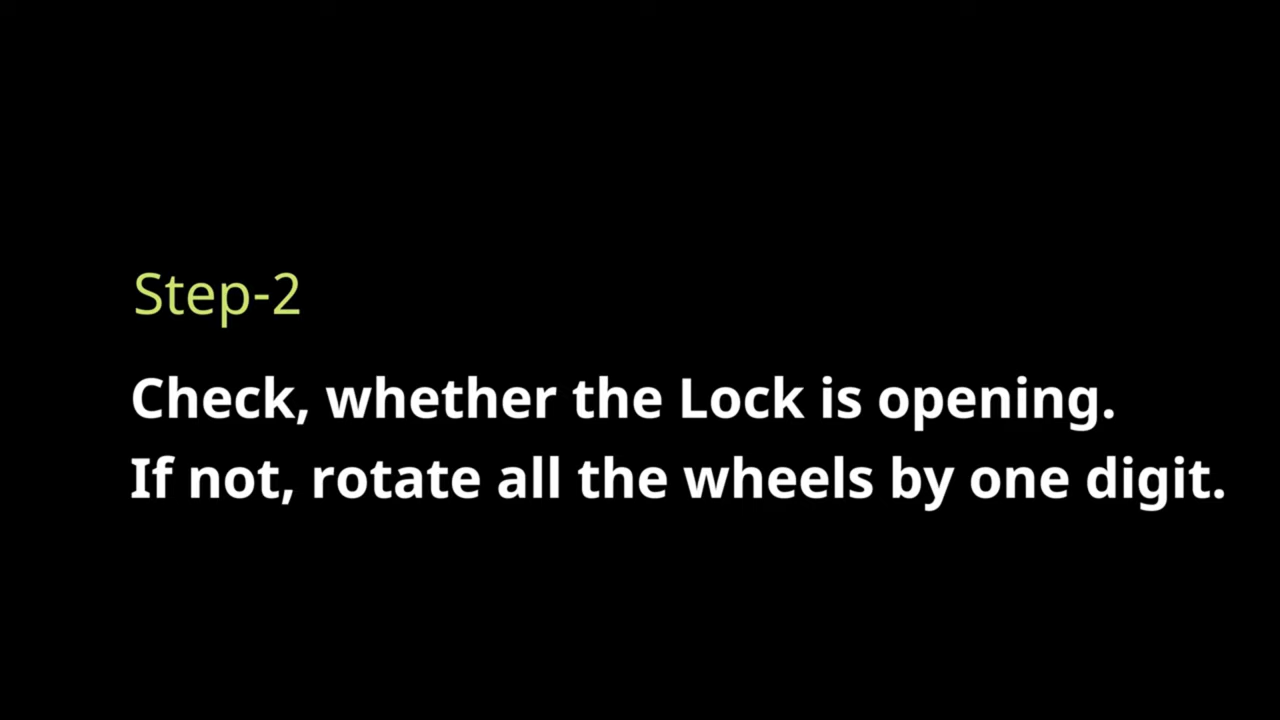 Step-2
Check, whether the Lock is opening.
If not, rotate all the wheels by one digit.